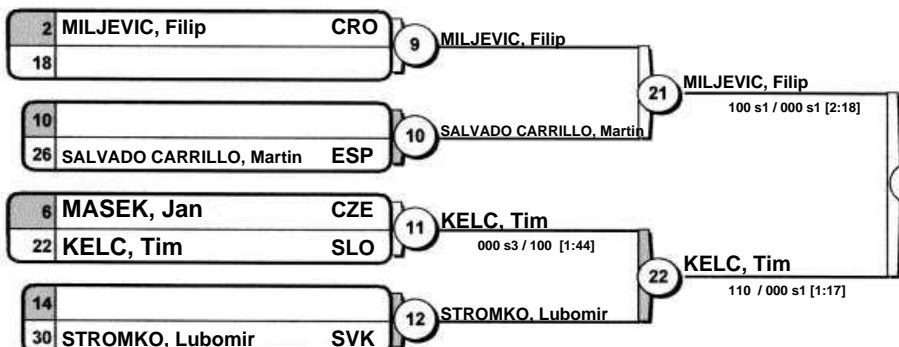 2 MILJEVIC, Filip CRO
18
9
MILJEVIC, Filip
10
26 SALVADO CARRILLO, Martin ESP
10
SALVADO CARRILLO, Martin
21
MILJEVIC, Filip
100 s1 / 000 s1 [2:18]
6 MASEK, Jan CZE
22 KELC, Tim SLO
11
KELC, Tim
000 s3 / 100 [1:44]
14
30 STROMKO, Lubomir SVK
12
STROMKO, Lubomir
22
KELC, Tim
110 / 000 s1 [1:17]